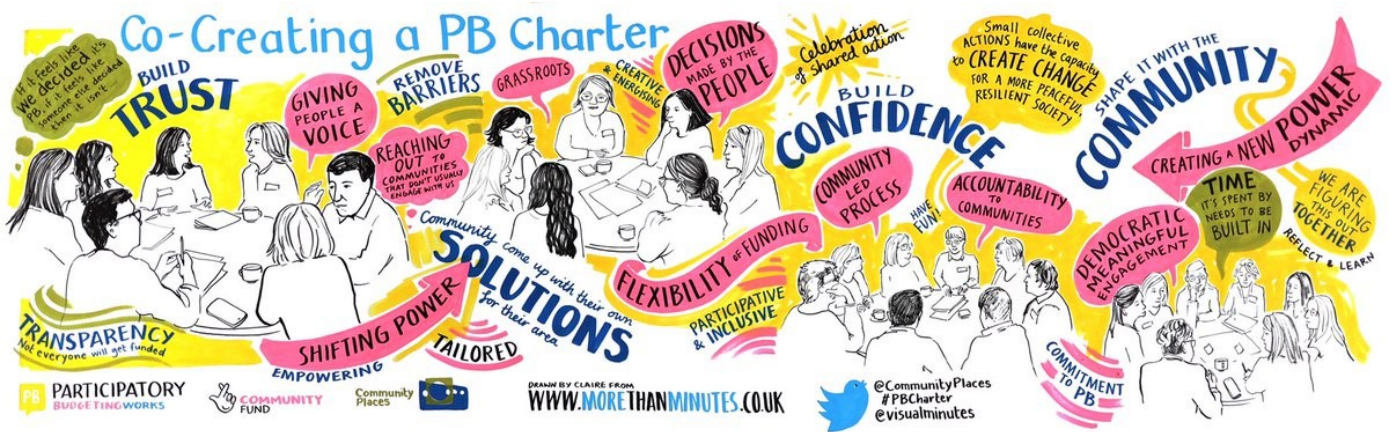 Co-Creating a PB Charter
If it feels like
we decided it's
PB, if it feels like
someone else decided
then it isn't
BUILD
TRUST
GIVING
PEOPLE A
VOICE
REMOVE
BARRIERS
REACHING
OUT TO
COMMUNITIES
THAT DON'T USUALLY
ENGAGE WITH US
GRASSROOTS
CREATIVE
& ENERGISING
DECISIONS
MADE BY THE
PEOPLE
Celebration
of shared action
BUILD
CONFIDENCE
Small collective
ACTIONS have the capacity
to CREATE CHANGE
FOR A MORE PEACEFUL,
RESILIENT SOCIETY
SHAPE IT WITH THE
COMMUNITY
CREATING A NEW POWER
DYNAMIC
TRANSPARENCY
Not everyone will get funded
SHIFTING POWER
EMPOWERING
Community come up with their own
SOLUTIONS
for their area
TAILORED
FLEXIBILITY OF FUNDING
PARTICIPATIVE
& INCLUSIVE
COMMUNITY
LED
PROCESS
HAVE
FUN!
ACCOUNTABILITY
TO
COMMUNITIES
DEMOCRATIC
MEANINGFUL
ENGAGEMENT
TIME
IT'S SPENT BY
NEEDS TO BE
BUILT IN
WE ARE
FIGURING
THIS OUT
TOGETHER
REFLECT & LEARN
COMMITMENT
TO PB
PB PARTICIPATORY
BUDGETINGWORKS
COMMUNITY
FUND
Community
Places
DRAWN BY CLAIRE FROM
WWW.MORETHANMINUTES.CO.UK
@CommunityPlaces
#PBCharter
@visualminutes